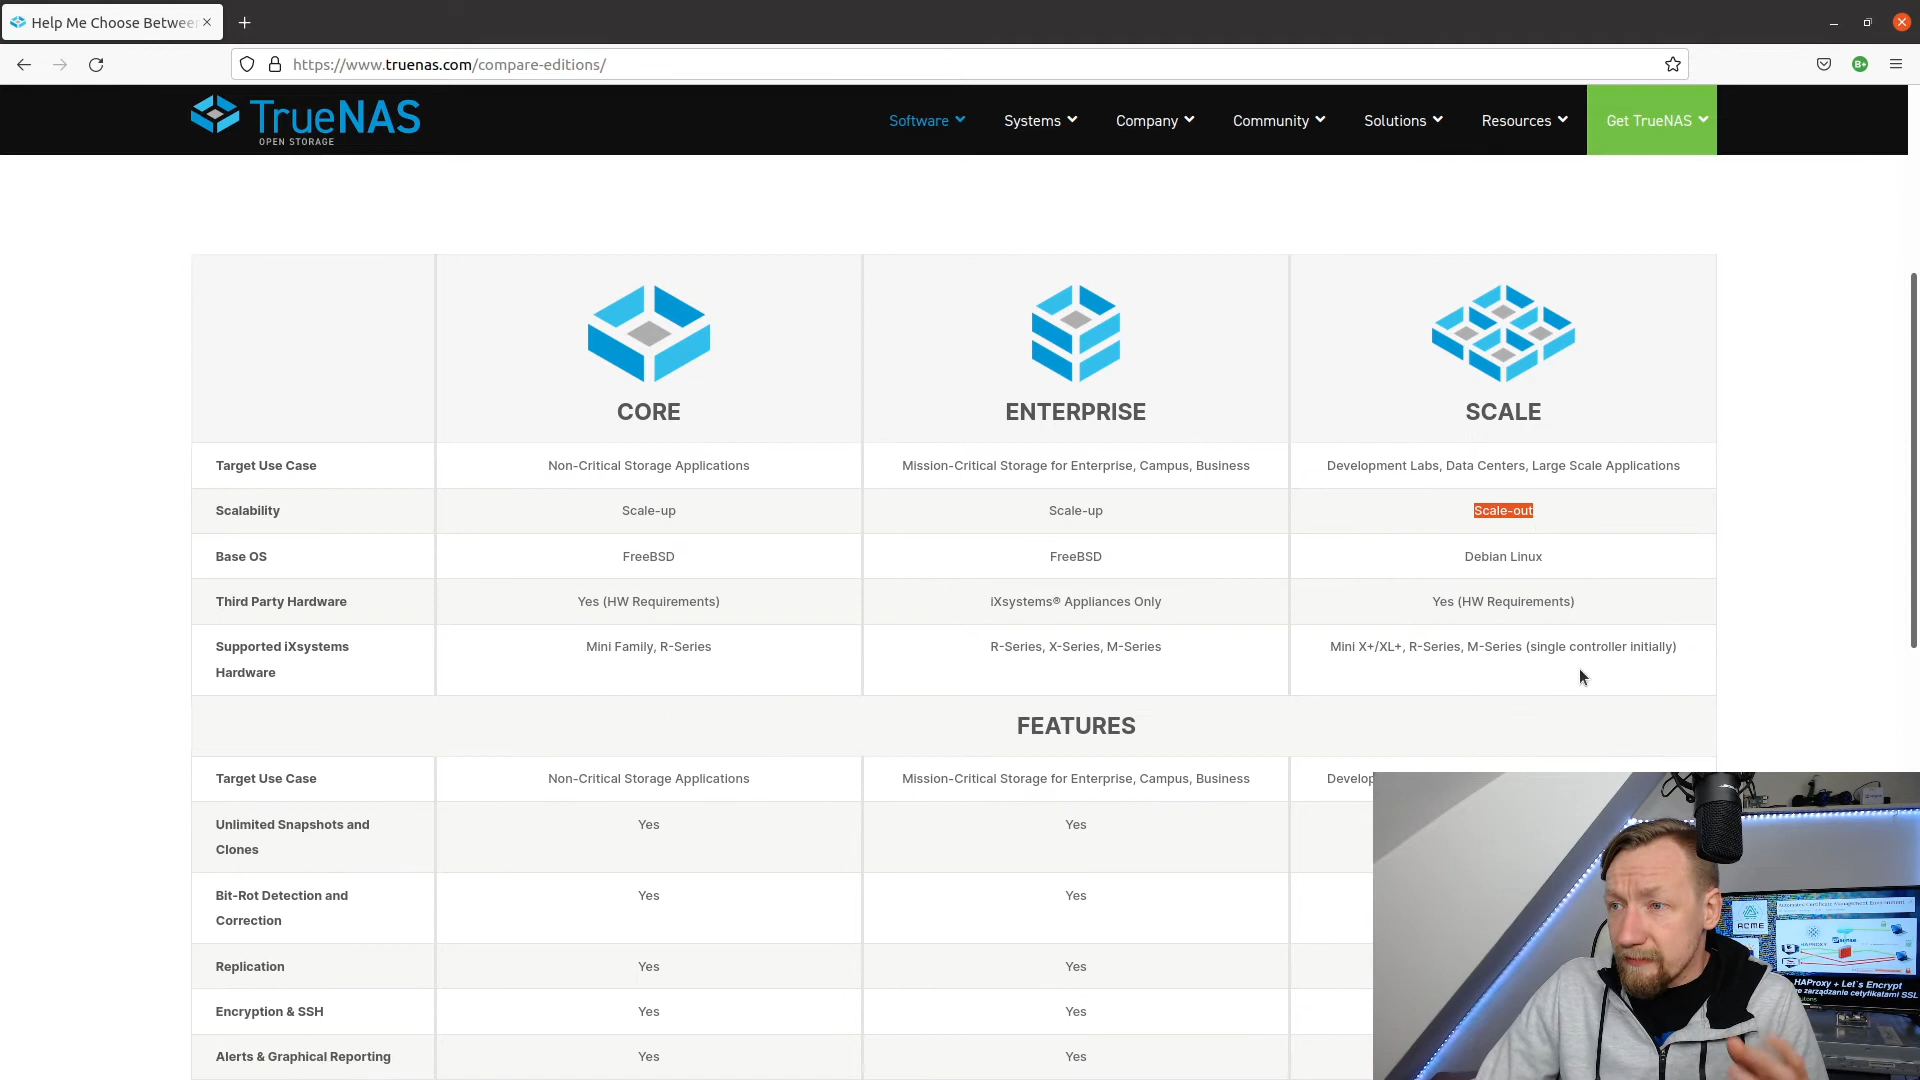 Help Me Choose Between
https://www.truenas.com/compare-editions/
TrueNAS
OPEN STORAGE
Software
Systems
Company
Community
Solutions
Resources
Get TrueNAS
CORE
ENTERPRISE
SCALE
Target Use Case
Non-Critical Storage Applications
Mission-Critical Storage for Enterprise, Campus, Business
Development Labs, Data Centers, Large Scale Applications
Scalability
Scale-up
Scale-up
Scale-out
Base OS
FreeBSD
FreeBSD
Debian Linux
Third Party Hardware
Yes (HW Requirements)
iXsystems® Appliances Only
Yes (HW Requirements)
Supported iXsystems
Hardware
Mini Family, R-Series
R-Series, X-Series, M-Series
Mini X+/XL+, R-Series, M-Series (single controller initially)
FEATURES
Target Use Case
Non-Critical Storage Applications
Mission-Critical Storage for Enterprise, Campus, Business
Develop
Unlimited Snapshots and
Clones
Yes
Yes
Bit-Rot Detection and
Correction
Yes
Yes
Replication
Yes
Yes
Encryption & SSH
Yes
Yes
Alerts & Graphical Reporting
Yes
Yes
ACME
HAProxy + Let's Encrypt
zarządzanie cetyfikatami SSL